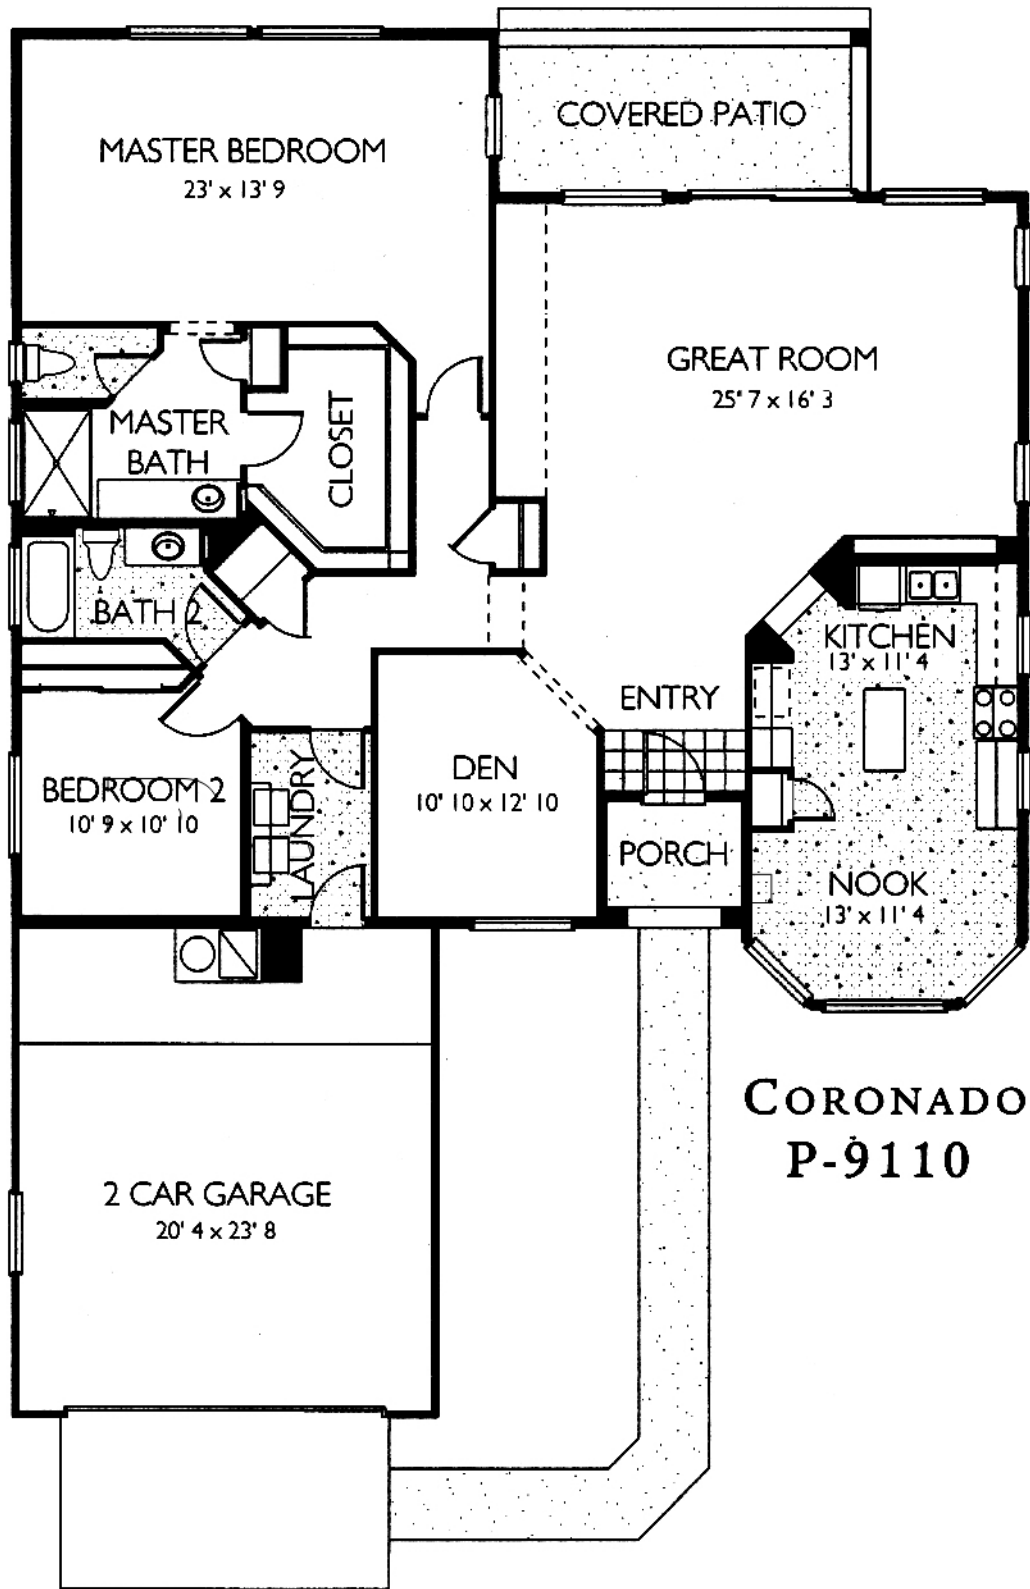 COVERED PATIO
MASTER BEDROOM
23' x 13' 9
GREAT ROOM
25' 7 x 16' 3
MASTER
BATH
CLOSET
BATH 2
KITCHEN
13' x 11' 4
ENTRY
DEN
10' 10 x 12' 10
BEDROOM 2
10' 9 x 10' 10
LAUNDRY
PORCH
NOOK
13' x 11' 4
CORONADO
P-9110
2 CAR GARAGE
20' 4 x 23' 8